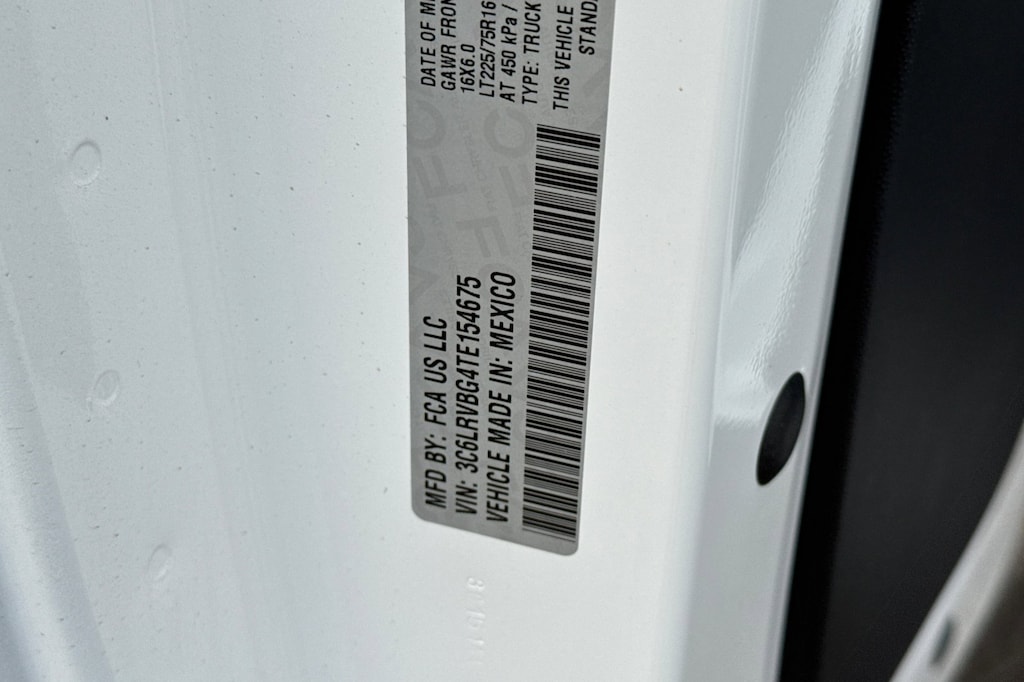 MFD BY: FCA US LLC
VIN: 3C6LRVBG4TE154675
VEHICLE MADE IN: MEXICO
DATE OF M
GAWR FRON
16X6.0
LT225/75R16
AT 450 kPa /
TYPE: TRUCK
THIS VEHICLE
STANDA